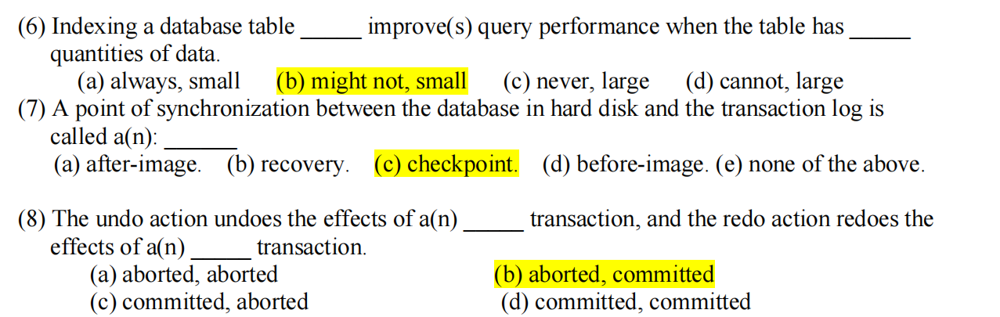 (6) Indexing a database table _____ improve(s) query performance when the table has _____
quantities of data.
(a) always, small (b) might not, small (c) never, large (d) cannot, large
(7) A point of synchronization between the database in hard disk and the transaction log is
called a(n): ______
(a) after-image. (b) recovery. (c) checkpoint. (d) before-image. (e) none of the above.
(8) The undo action undoes the effects of a(n) _____ transaction, and the redo action redoes the
effects of a(n) _____ transaction.
(a) aborted, aborted (b) aborted, committed
(c) committed, aborted (d) committed, committed